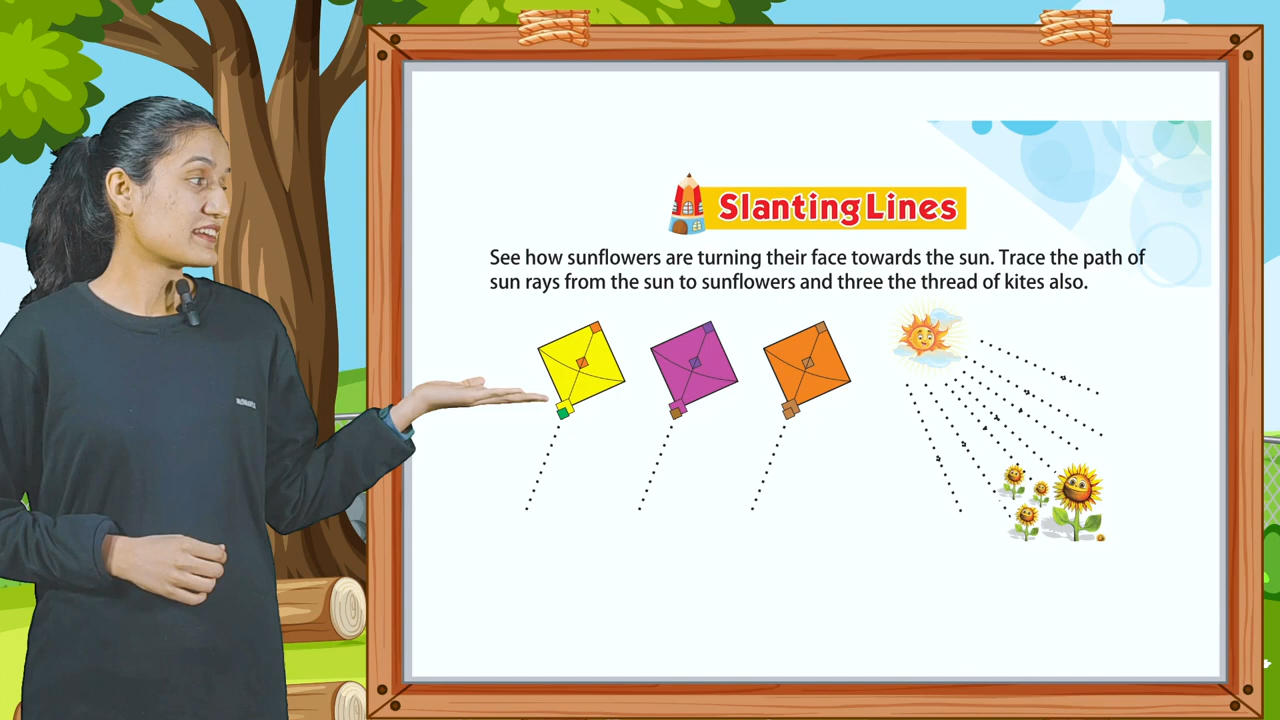 Slanting Lines
See how sunflowers are turning their face towards the sun. Trace the path of
sun rays from the sun to sunflowers and three the thread of kites also.